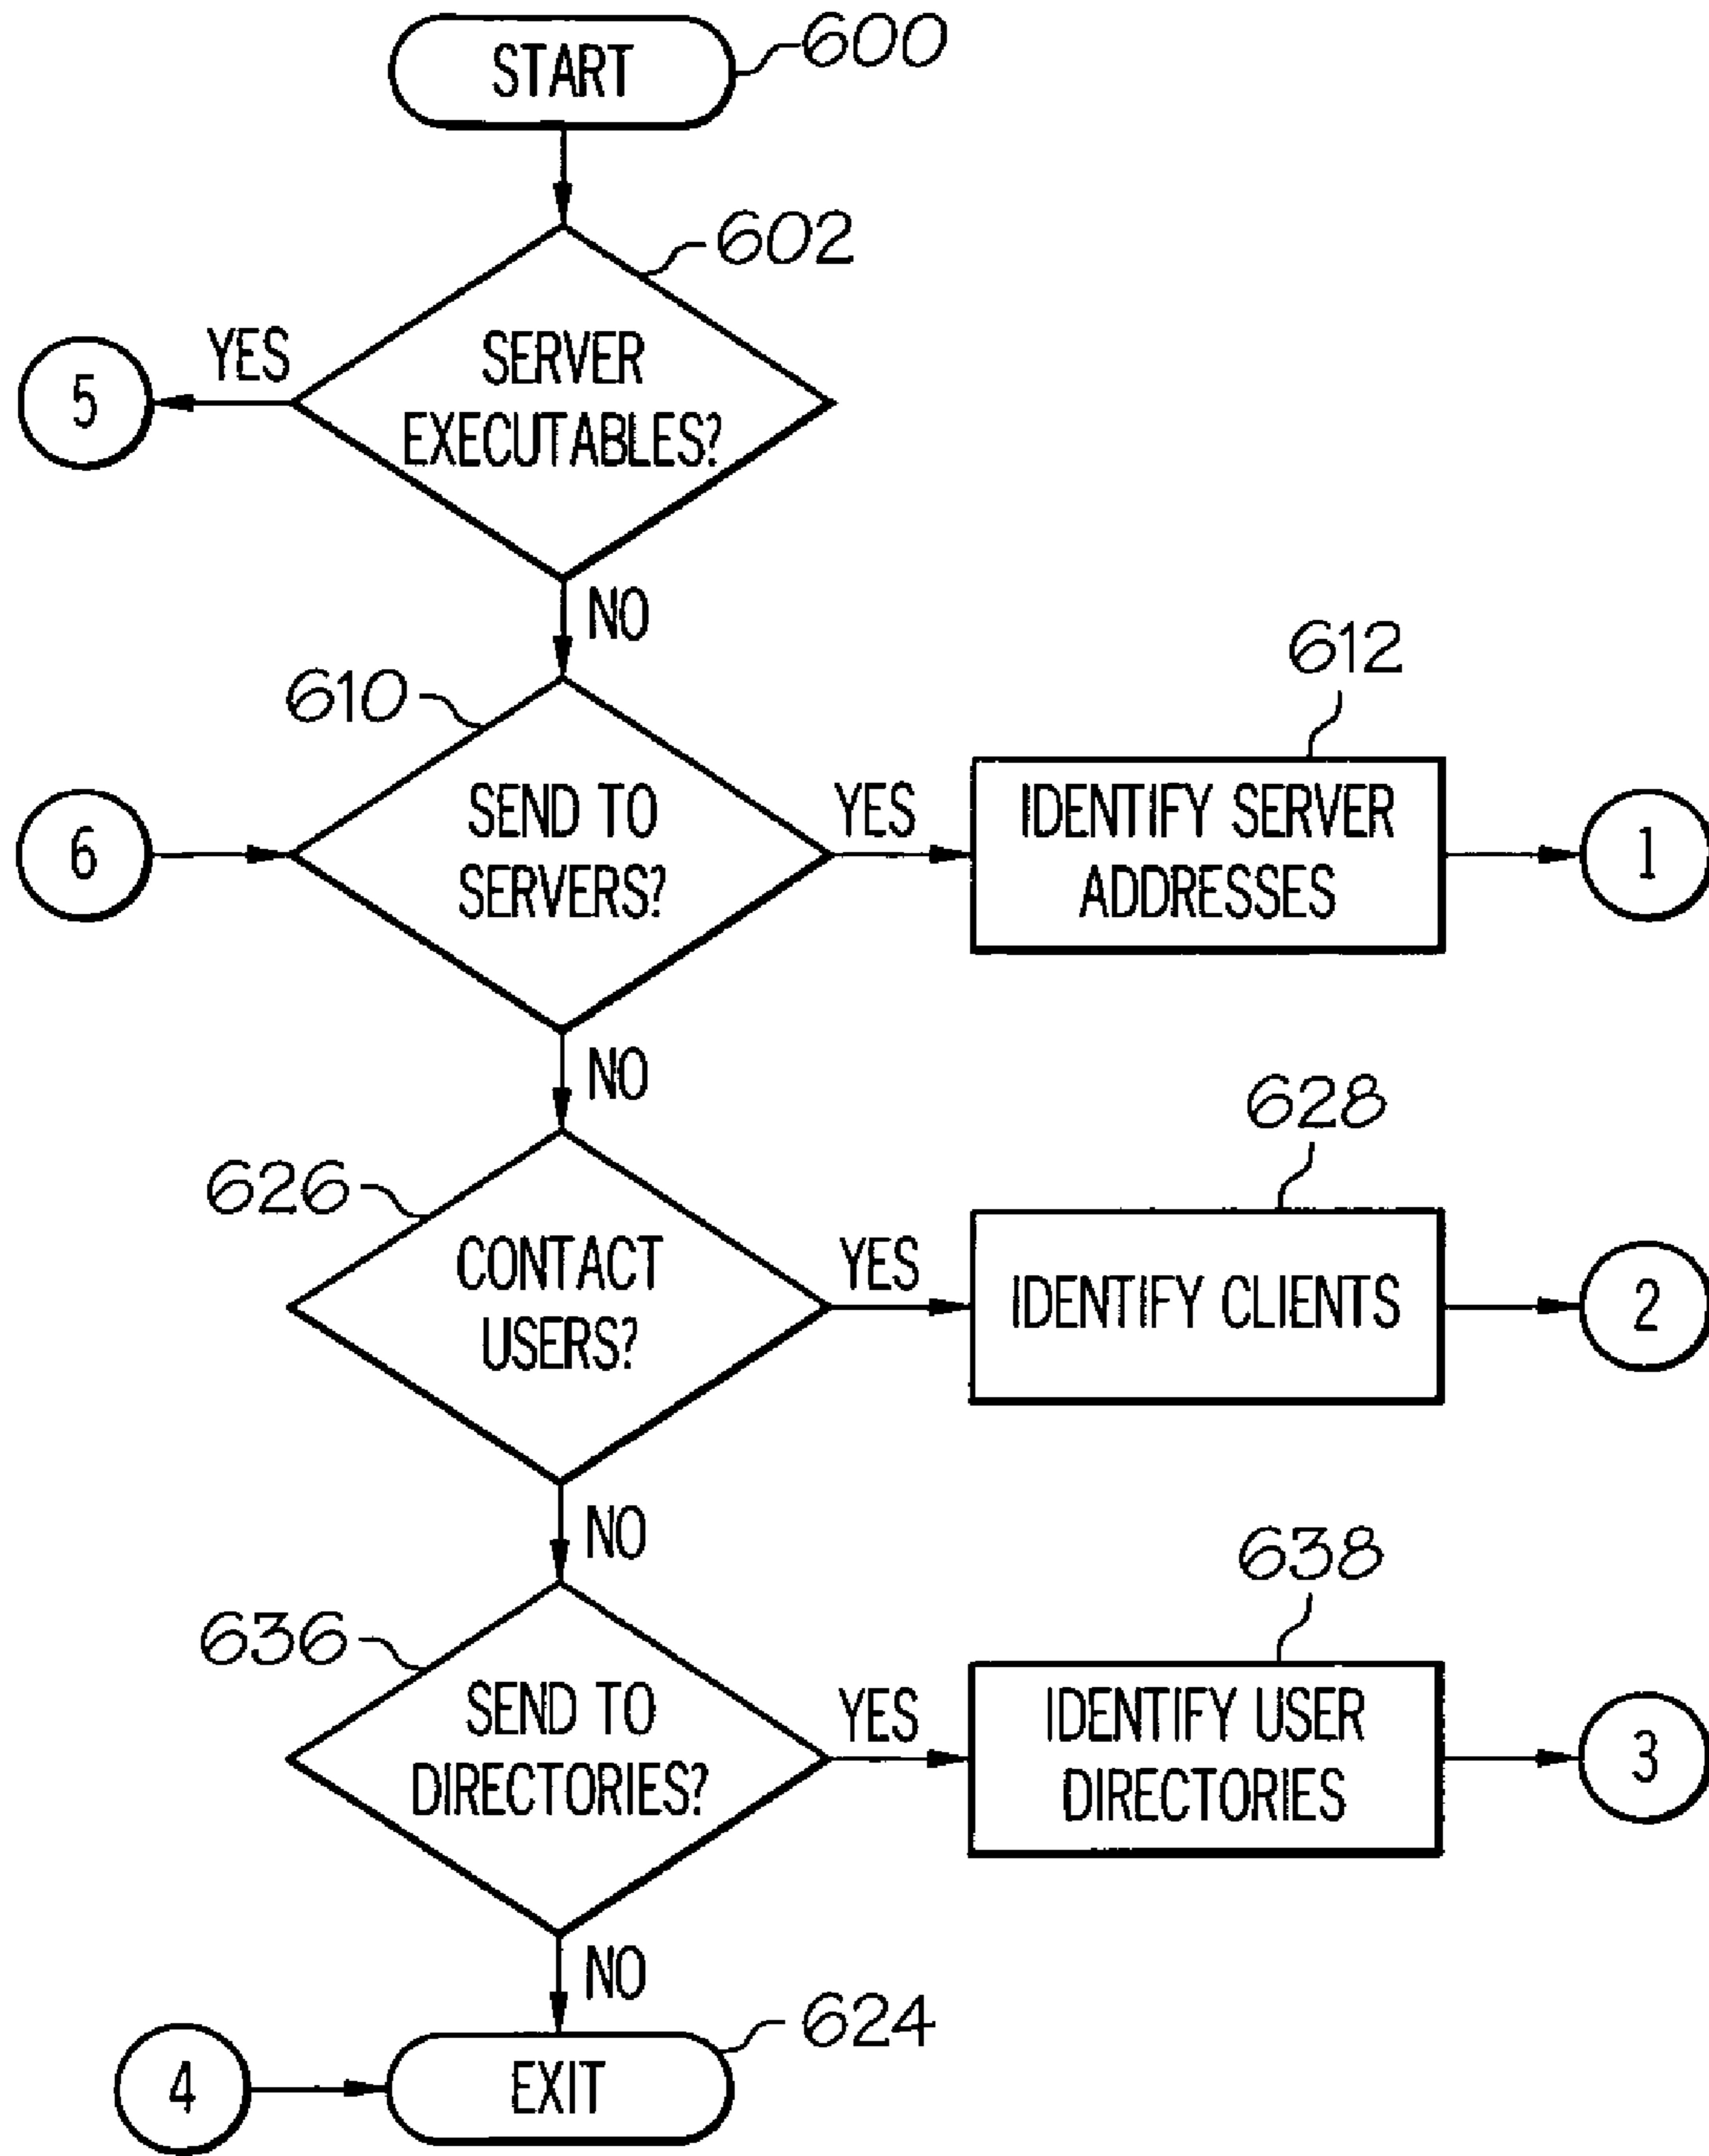 START
600
602
SERVER
EXECUTABLES?
YES
5
NO
610
612
6
SEND TO
SERVERS?
YES
IDENTIFY SERVER
ADDRESSES
1
NO
626
628
CONTACT
USERS?
YES
IDENTIFY CLIENTS
2
NO
636
638
SEND TO
DIRECTORIES?
YES
IDENTIFY USER
DIRECTORIES
3
NO
624
4
EXIT